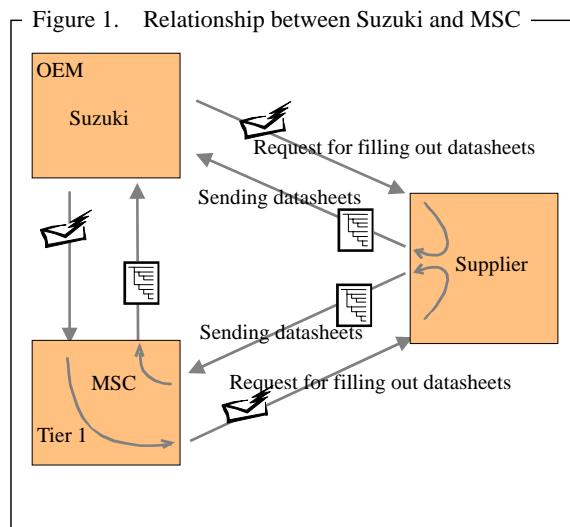 Figure 1. Relationship between Suzuki and MSC
OEM
Suzuki
Request for filling out datasheets
Sending datasheets
Supplier
Sending datasheets
MSC
Request for filling out datasheets
Tier 1